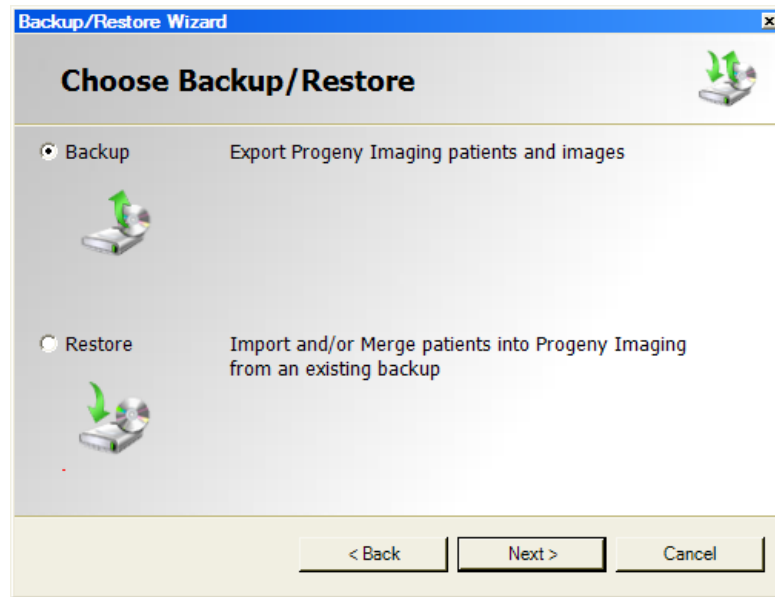 Backup/Restore Wizard
Choose Backup/Restore
Backup
Export Progeny Imaging patients and images
Restore
Import and/or Merge patients into Progeny Imaging
from an existing backup
< Back
Next >
Cancel